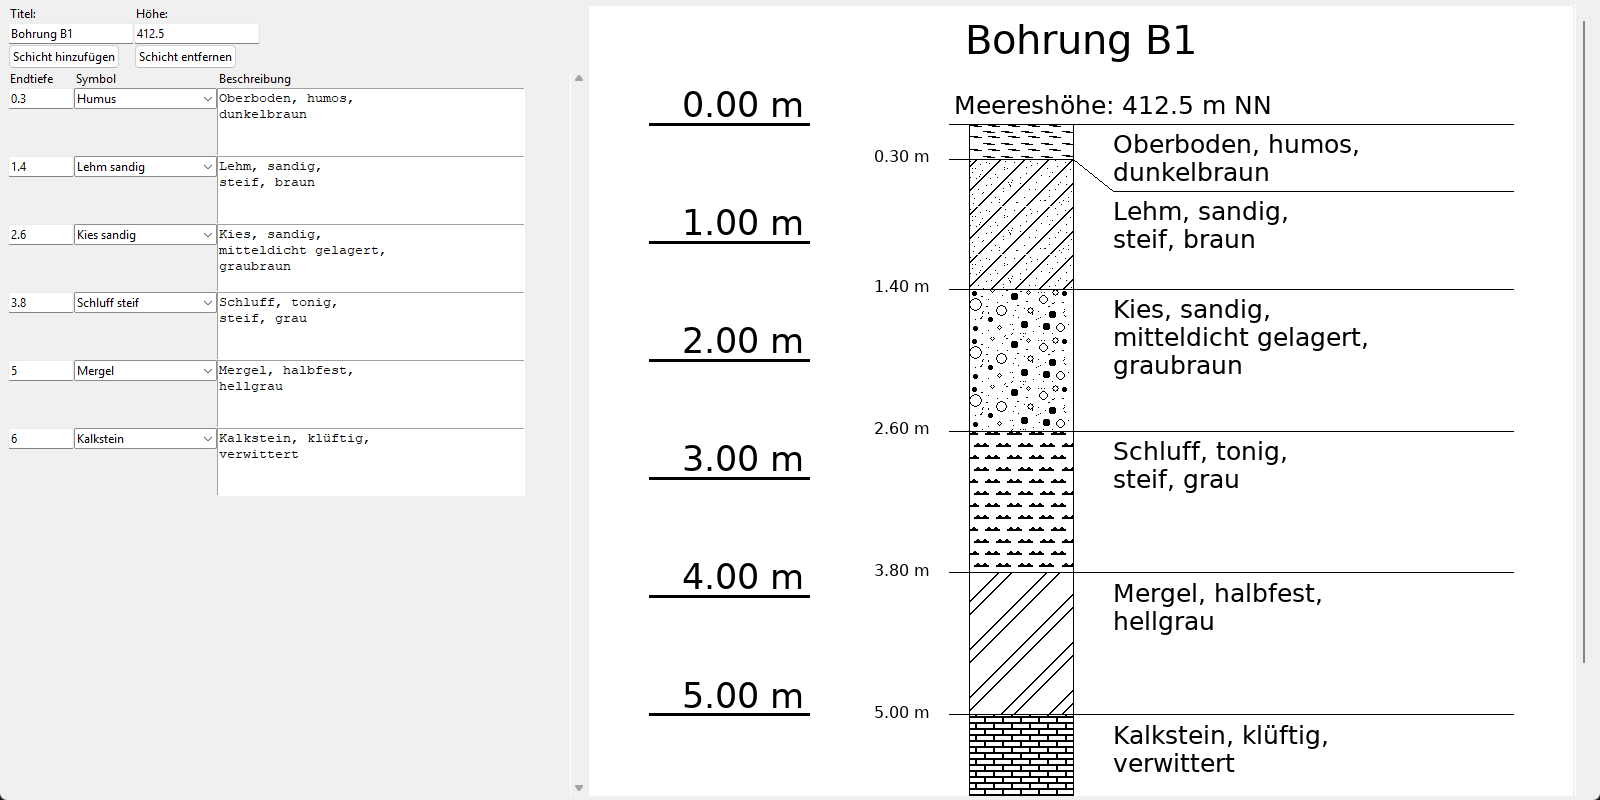 Titel: Höhe:
Bohrung B1 412.5
Schicht hinzufügen Schicht entfernen
Endtiefe Symbol Beschreibung
0.3 Humus Oberboden, humos,
dunkelbraun
1.4 Lehm sandig Lehm, sandig,
steif, braun
2.6 Kies sandig Kies, sandig,
mitteldicht gelagert,
graubraun
3.8 Schluff steif Schluff, tonig,
steif, grau
5 Mergel Mergel, halbfest,
hellgrau
6 Kalkstein Kalkstein, klüftig,
verwittert
Bohrung B1
0.00 m Meereshöhe: 412.5 m NN
Oberboden, humos,
0.30 m
dunkelbraun
1.00 m Lehm, sandig,
steif, braun
1.40 m
Kies, sandig,
2.00 m mitteldicht gelagert,
graubraun
2.60 m
3.00 m Schluff, tonig,
steif, grau
3.80 m
4.00 m Mergel, halbfest,
hellgrau
5.00 m 5.00 m
Kalkstein, klüftig,
verwittert